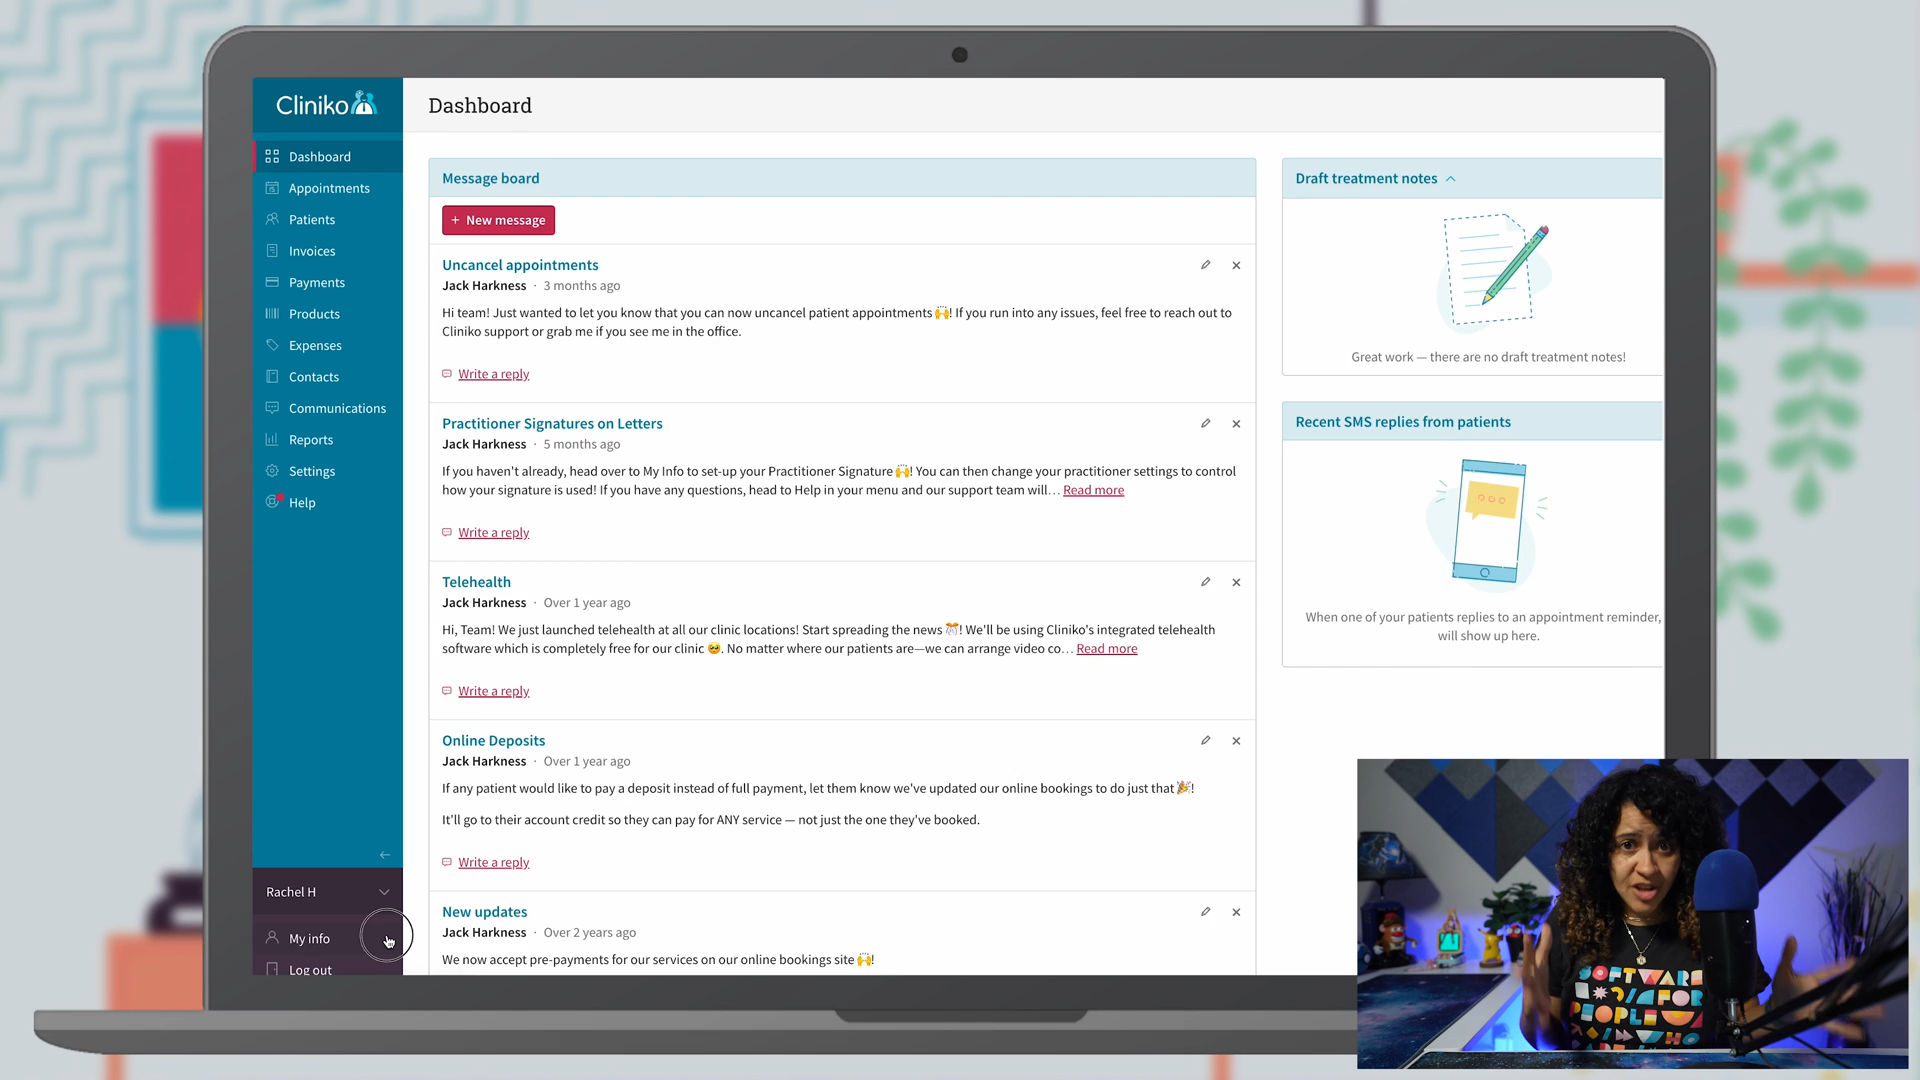 Cliniko
Dashboard
Dashboard
Appointments
Patients
Invoices
Payments
Products
Expenses
Contacts
Communications
Reports
Settings
Help
Rachel H
My info
Log out
Message board
+ New message
Uncancel appointments
Jack Harkness · 3 months ago
Hi team! Just wanted to let you know that you can now uncancel patient appointments 🙌! If you run into any issues, feel free to reach out to
Cliniko support or grab me if you see me in the office.
Write a reply
Practitioner Signatures on Letters
Jack Harkness · 5 months ago
If you haven't already, head over to My Info to set-up your Practitioner Signature 🙌! You can then change your practitioner settings to control
how your signature is used! If you have any questions, head to Help in your menu and our support team will… Read more
Write a reply
Telehealth
Jack Harkness · Over 1 year ago
Hi, Team! We just launched telehealth at all our clinic locations! Start spreading the news 🎊! We'll be using Cliniko's integrated telehealth
software which is completely free for our clinic 🥹. No matter where our patients are—we can arrange video co… Read more
Write a reply
Online Deposits
Jack Harkness · Over 1 year ago
If any patient would like to pay a deposit instead of full payment, let them know we've updated our online bookings to do just that 🎉!
It'll go to their account credit so they can pay for ANY service — not just the one they've booked.
Write a reply
New updates
Jack Harkness · Over 2 years ago
We now accept pre-payments for our services on our online bookings site 🙌!
Draft treatment notes
Great work — there are no draft treatment notes!
Recent SMS replies from patients
When one of your patients replies to an appointment reminder,
will show up here.
SOFTWARE
FOR
PEOPLE
WHO